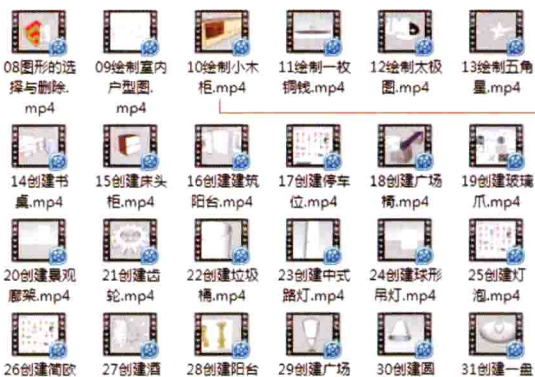 08图形的选 09绘制室内 10绘制小木 11绘制一枚 12绘制太极 13绘制五角
择与删除. 户型图. 柜.mp4 铜钱.mp4 图.mp4 星.mp4
mp4 mp4
14创建书 15创建床头 16创建建筑 17创建停车 18创建广场 19创建玻璃
桌.mp4 柜.mp4 阳台.mp4 位.mp4 椅.mp4 爪.mp4
20创建景观 21创建齿 22创建垃圾 23创建中式 24创建球形 25创建灯
廊架.mp4 轮.mp4 桶.mp4 路灯.mp4 吊灯.mp4 泡.mp4
26创建简欧 27创建酒 28创建阳台 29创建广场 30创建圆 31创建一盘